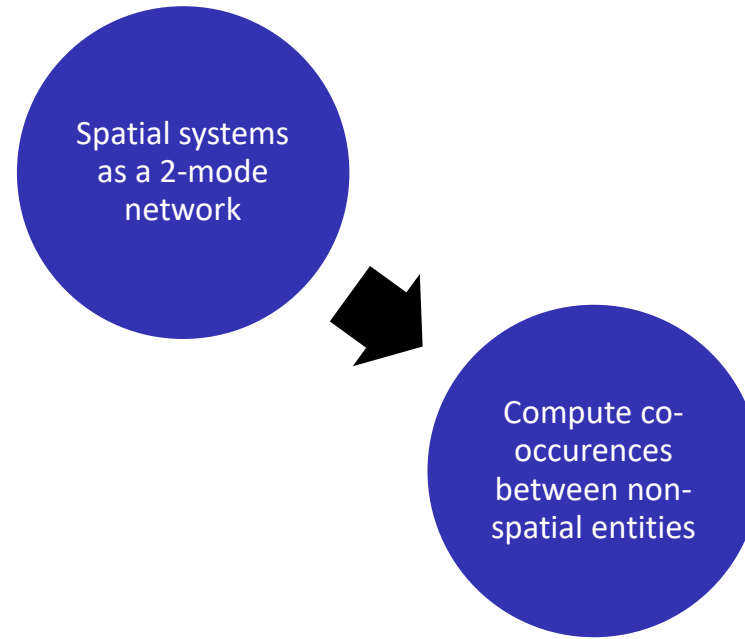 Spatial systems
as a 2-mode
network
Compute co-
occurences
between non-
spatial entities